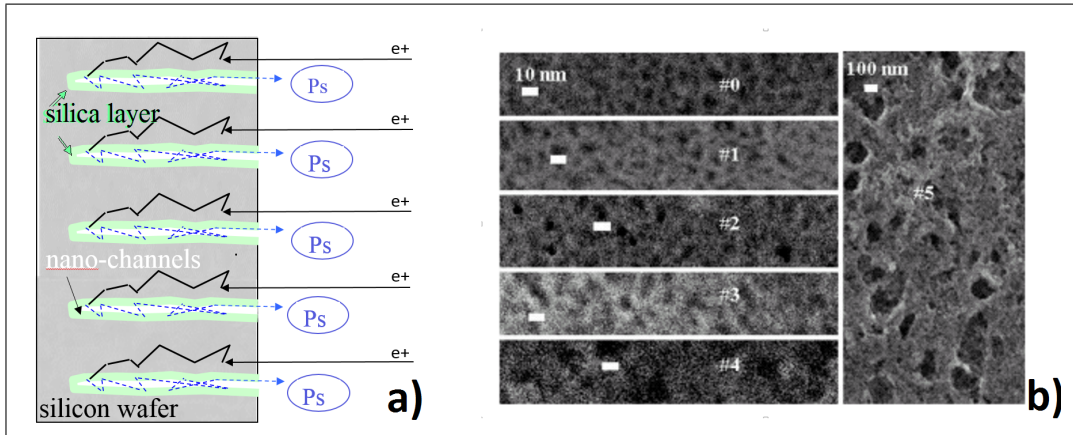 e+
Ps
silica layer
e+
Ps
e+
Ps
nano-channels
e+
Ps
e+
Ps
silicon wafer
a)
10 nm
#0
#1
#2
#3
#4
100 nm
#5
b)